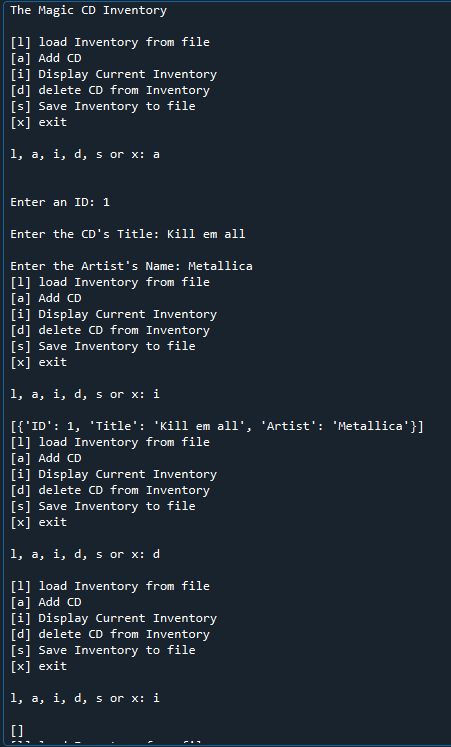 The Magic CD Inventory
[l] load Inventory from file
[a] Add CD
[i] Display Current Inventory
[d] delete CD from Inventory
[s] Save Inventory to file
[x] exit
l, a, i, d, s or x: a
Enter an ID: 1
Enter the CD's Title: Kill em all
Enter the Artist's Name: Metallica
[l] load Inventory from file
[a] Add CD
[i] Display Current Inventory
[d] delete CD from Inventory
[s] Save Inventory to file
[x] exit
l, a, i, d, s or x: i
[{'ID': 1, 'Title': 'Kill em all', 'Artist': 'Metallica'}]
[l] load Inventory from file
[a] Add CD
[i] Display Current Inventory
[d] delete CD from Inventory
[s] Save Inventory to file
[x] exit
l, a, i, d, s or x: d
[l] load Inventory from file
[a] Add CD
[i] Display Current Inventory
[d] delete CD from Inventory
[s] Save Inventory to file
[x] exit
l, a, i, d, s or x: i
[]